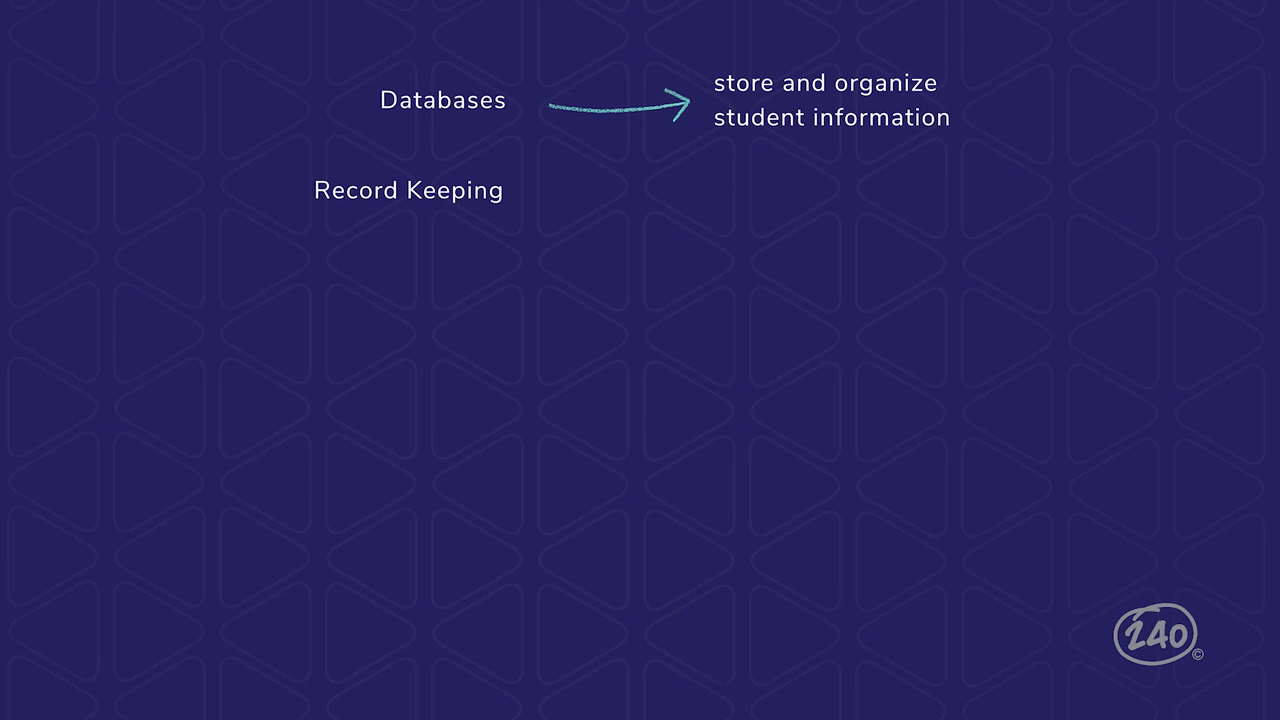 Databases
store and organize
student information
Record Keeping
240
©